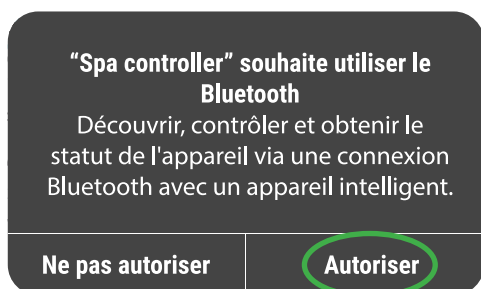 “Spa controller” souhaite utiliser le
Bluetooth
Découvrir, contrôler et obtenir le
statut de l'appareil via une connexion
Bluetooth avec un appareil intelligent.
Ne pas autoriser
Autoriser